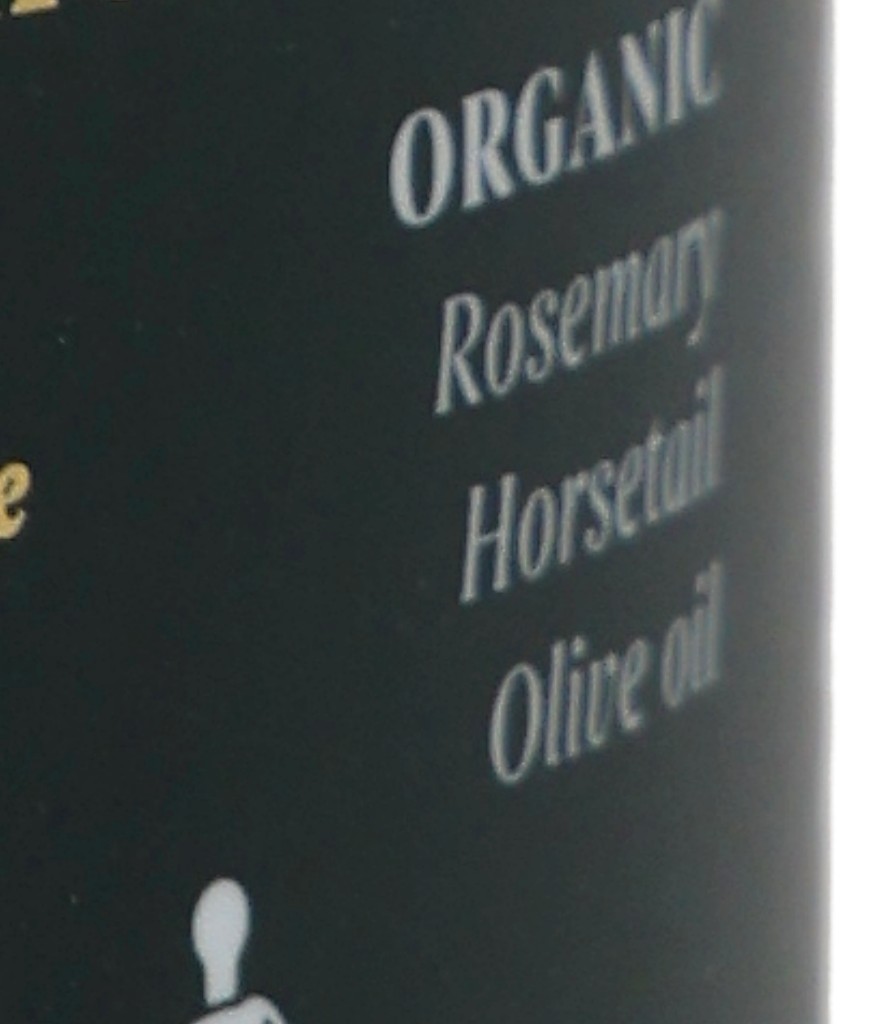 ORGANIC
Rosemary
Horsetail
Olive oil
e